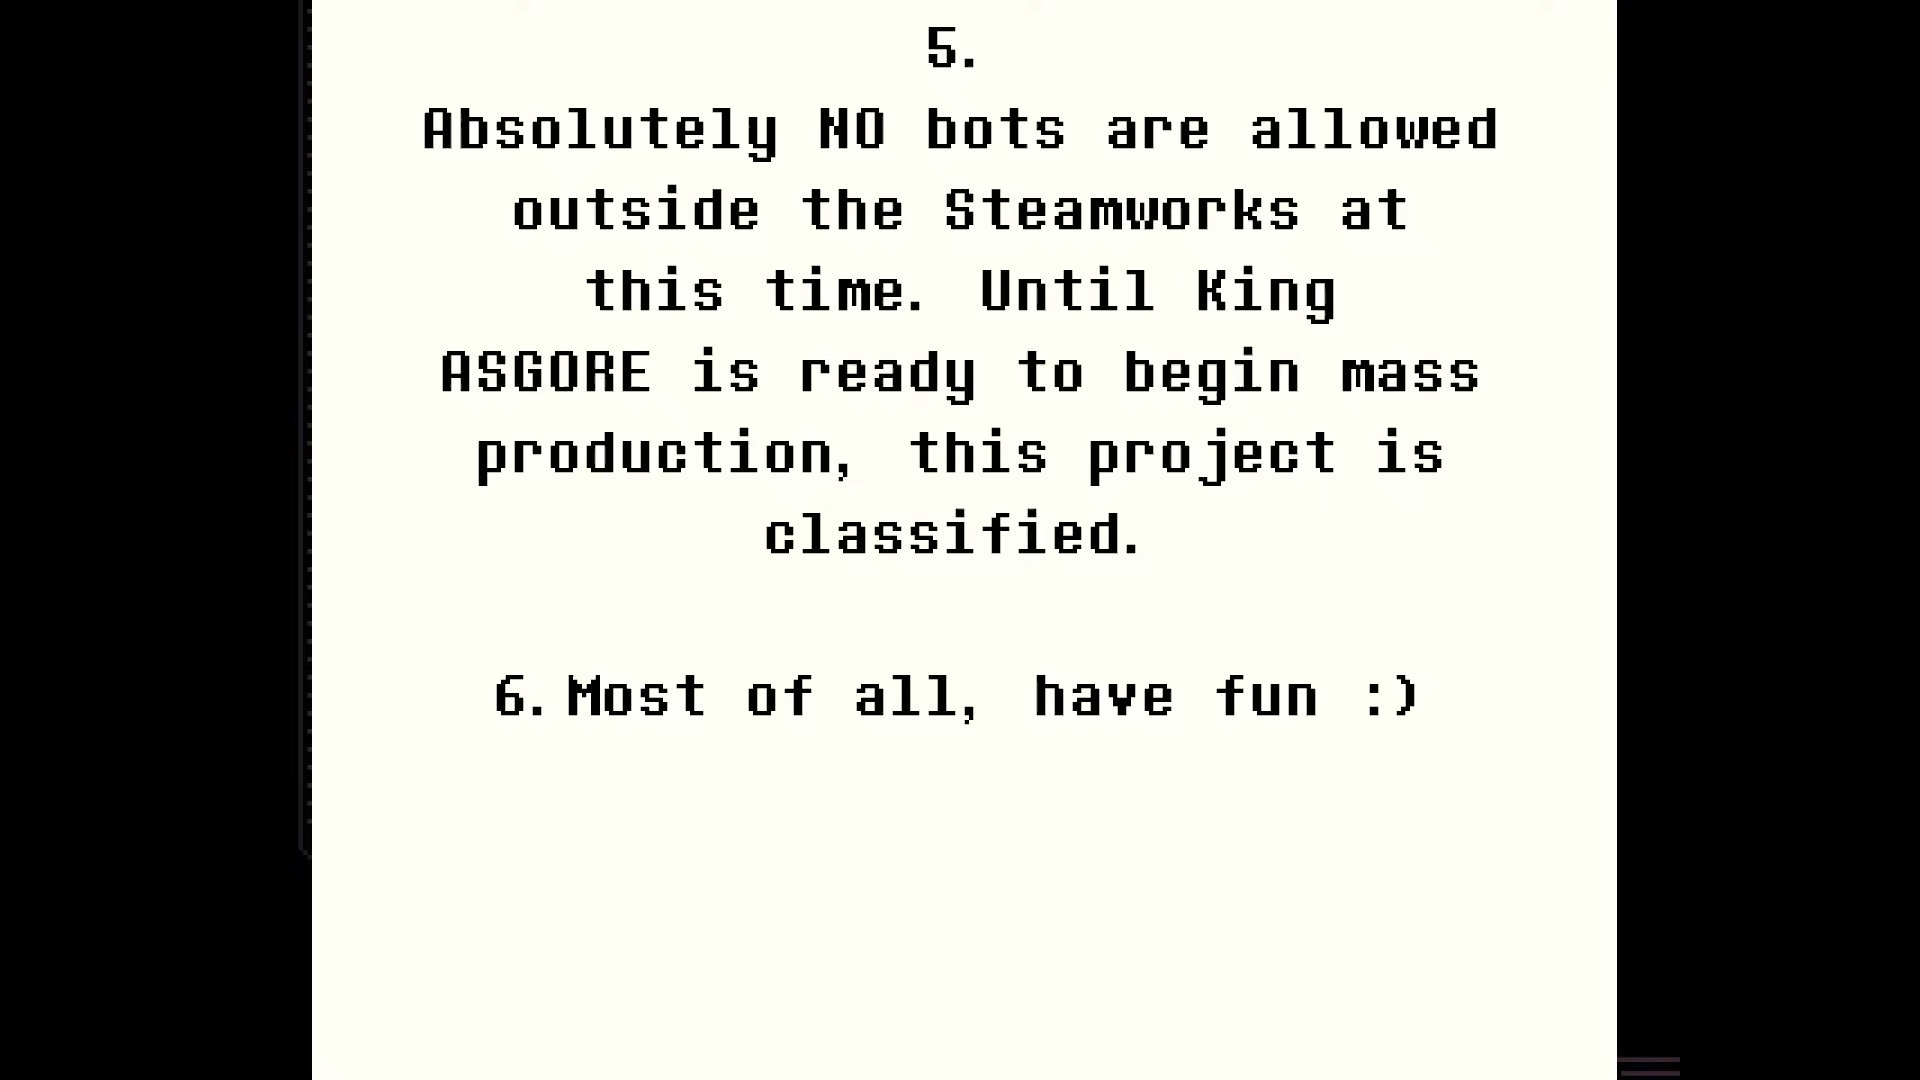 5.
Absolutely NO bots are allowed
outside the Steamworks at
this time. Until King
ASGORE is ready to begin mass
production, this project is
classified.
6. Most of all, have fun :)